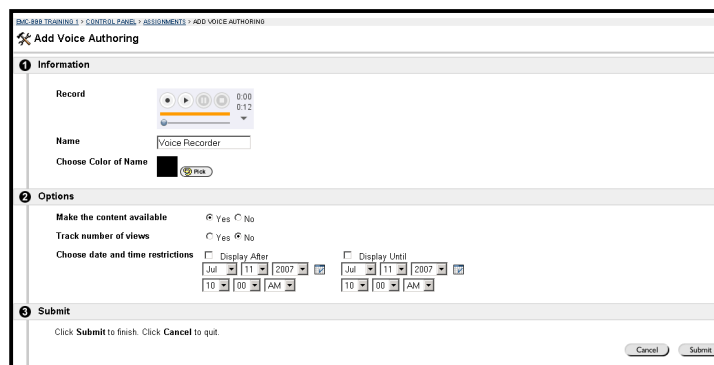 EMC-898 TRAINING 1 > CONTROL PANEL > ASSIGNMENTS > ADD VOICE AUTHORING
Add Voice Authoring
1 Information
Record
0:00
0:12
Name Voice Recorder
Choose Color of Name Pick
2 Options
Make the content available Yes No
Track number of views Yes No
Choose date and time restrictions Display After Display Until
Jul 11 2007 Jul 11 2007
10 00 AM 10 00 AM
3 Submit
Click Submit to finish. Click Cancel to quit.
Cancel Submit